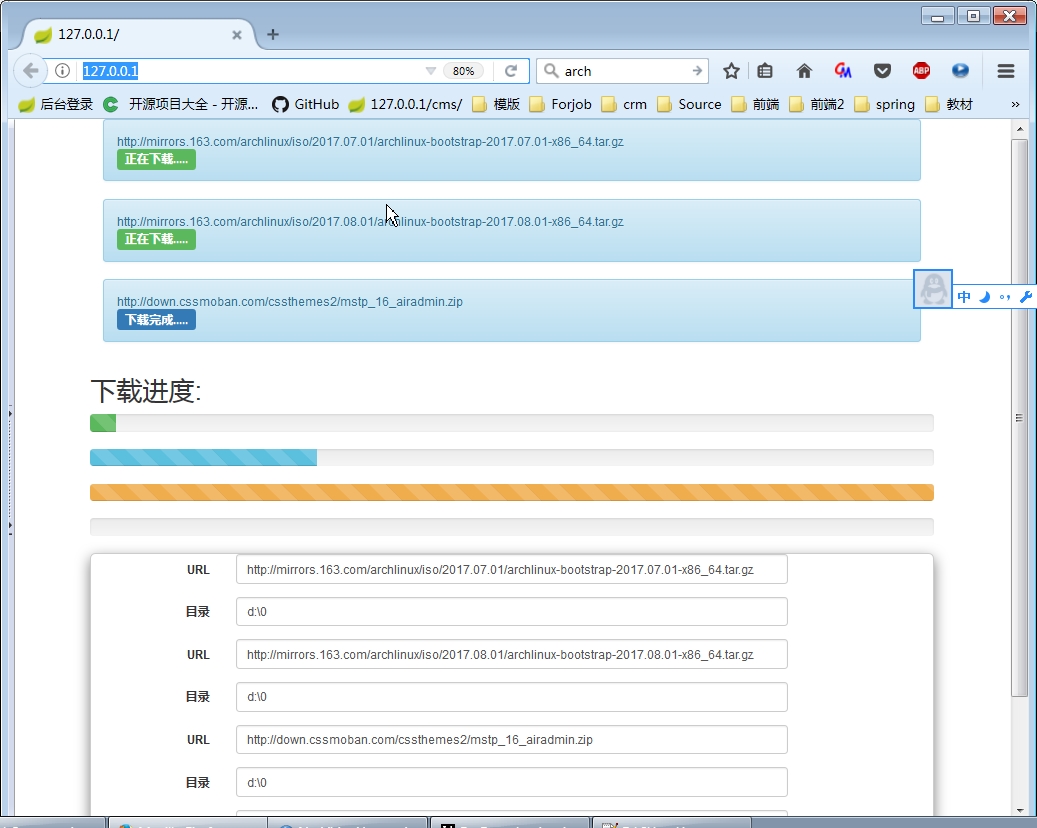 127.0.0.1/
127.0.0.1
80%
arch
ABP
后台登录
开源项目大全 - 开源...
GitHub
127.0.0.1/cms/
模版
Forjob
crm
Source
前端
前端2
spring
教材
»
http://mirrors.163.com/archlinux/iso/2017.07.01/archlinux-bootstrap-2017.07.01-x86_64.tar.gz
正在下载.....
http://mirrors.163.com/archlinux/iso/2017.08.01/archlinux-bootstrap-2017.08.01-x86_64.tar.gz
正在下载.....
http://down.cssmoban.com/cssthemes2/mstp_16_airadmin.zip
下载完成.....
中
下载进度:
URL http://mirrors.163.com/archlinux/iso/2017.07.01/archlinux-bootstrap-2017.07.01-x86_64.tar.gz
目录 d:\0
URL http://mirrors.163.com/archlinux/iso/2017.08.01/archlinux-bootstrap-2017.08.01-x86_64.tar.gz
目录 d:\0
URL http://down.cssmoban.com/cssthemes2/mstp_16_airadmin.zip
目录 d:\0